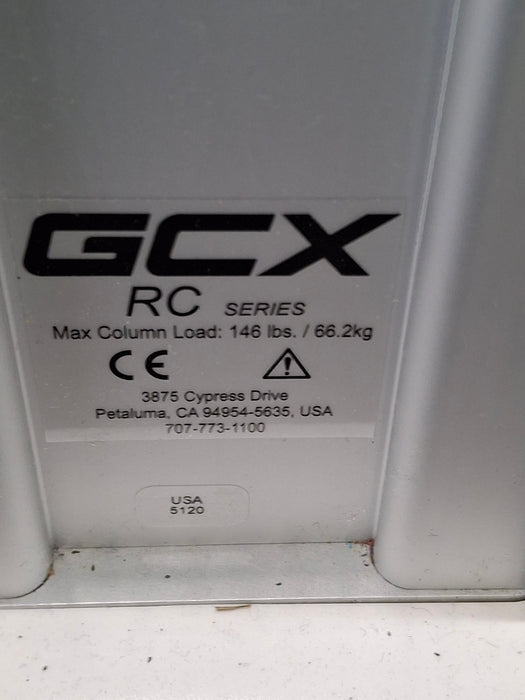 GCX
RC SERIES
Max Column Load: 146 lbs. / 66.2kg
CE
3875 Cypress Drive
Petaluma, CA 94954-5635, USA
707-773-1100
USA
5120